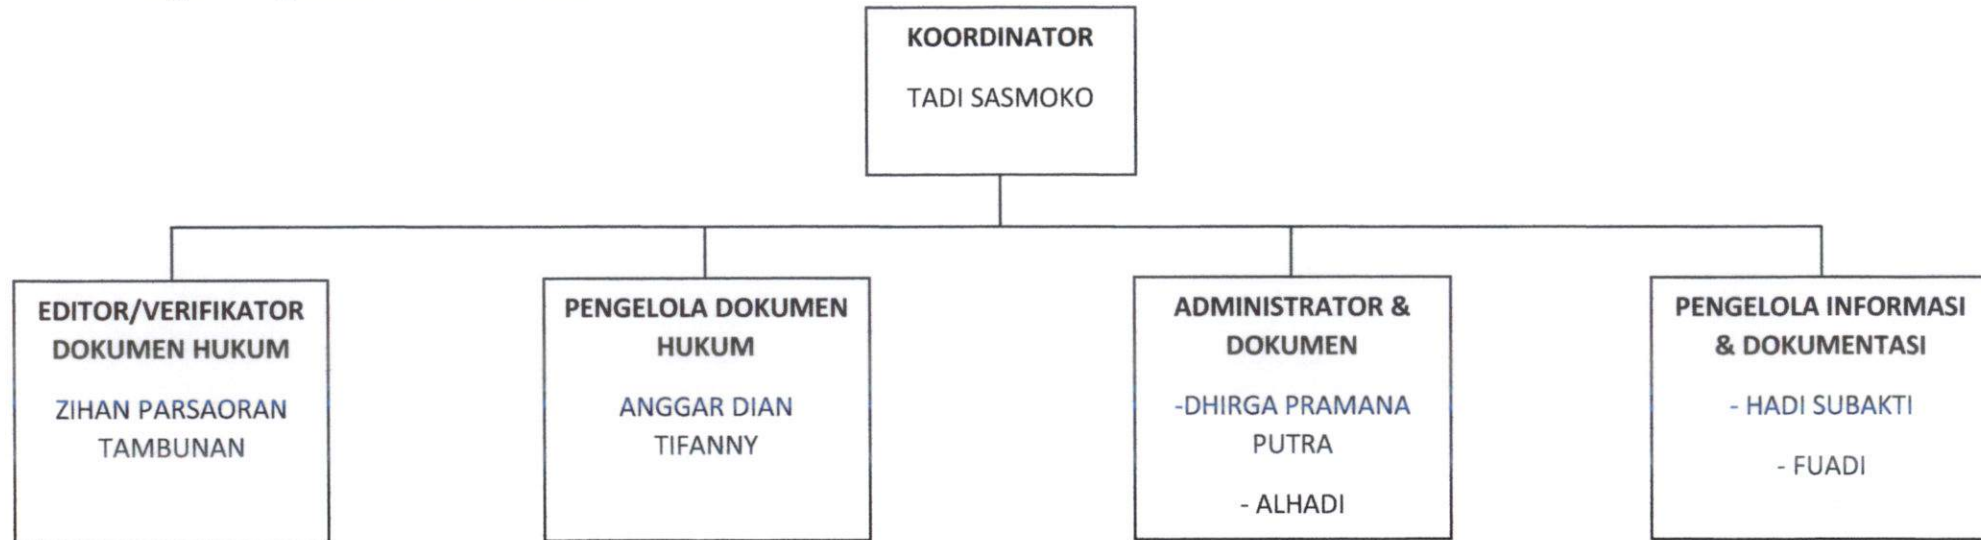 KOORDINATOR
TADI SASMOKO
EDITOR/VERIFIKATOR
DOKUMEN HUKUM
ZIHAN PARSAORAN
TAMBUNAN
PENGELOLA DOKUMEN
HUKUM
ANGGAR DIAN
TIFANNY
ADMINISTRATOR &
DOKUMEN
-DHIRGA PRAMANA
PUTRA
- ALHADI
PENGELOLA INFORMASI
& DOKUMENTASI
- HADI SUBAKTI
- FUADI